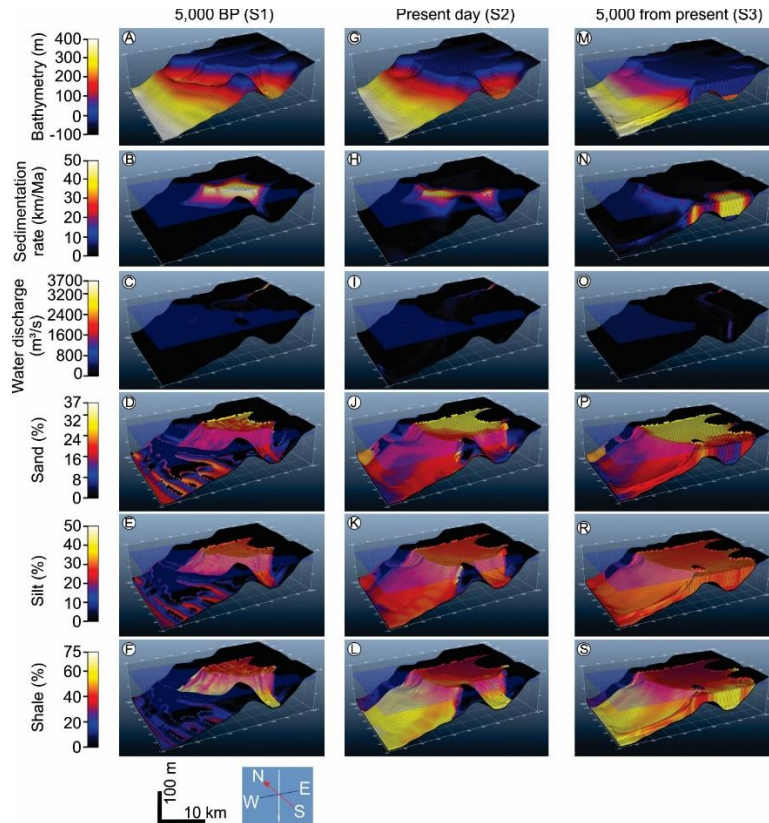 5,000 BP (S1)
Present day (S2)
5,000 from present (S3)
Bathymetry (m)
400
300
200
100
0
-100
A
G
M
Sedimentation
rate (km/Ma)
50
40
30
20
10
0
B
H
N
Water discharge
(m³/s)
3700
3200
2400
1600
800
0
C
I
O
Sand (%)
37
32
24
16
8
0
D
J
P
Silt (%)
50
40
30
20
10
0
E
K
R
Shale (%)
75
60
40
20
0
F
L
S
100 m
10 km
N
E
W
S